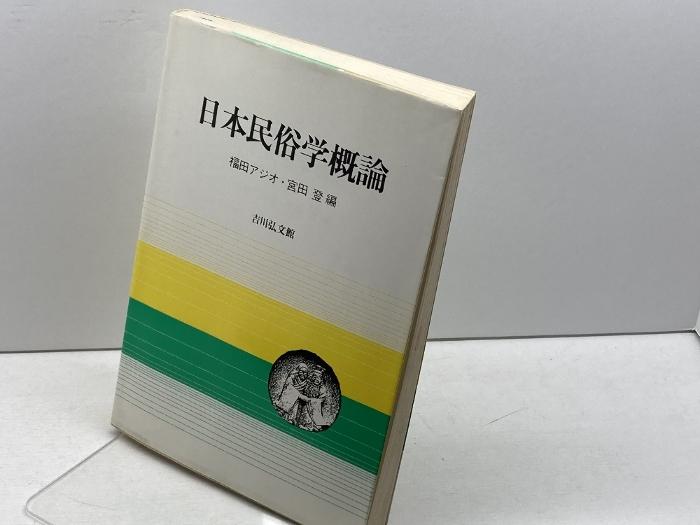 日本民俗学概論
福田アジオ・宮田 登 編
吉川弘文館